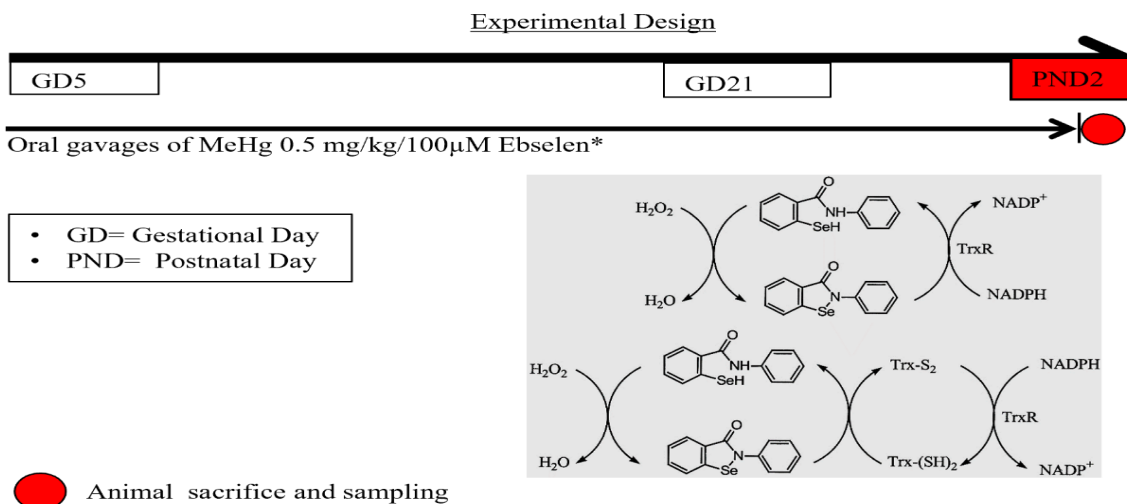 Experimental Design
GD5
GD21
PND2
Oral gavages of MeHg 0.5 mg/kg/100µM Ebselen*
• GD= Gestational Day
• PND= Postnatal Day
O
H₂O₂
NH
NADP⁺
SeH
TrxR
O
H₂O
N
NADPH
Se
O
H₂O₂
NH
Trx-S₂
NADPH
SeH
TrxR
O
H₂O
N
Trx-(SH)₂
NADP⁺
Se
Animal sacrifice and sampling